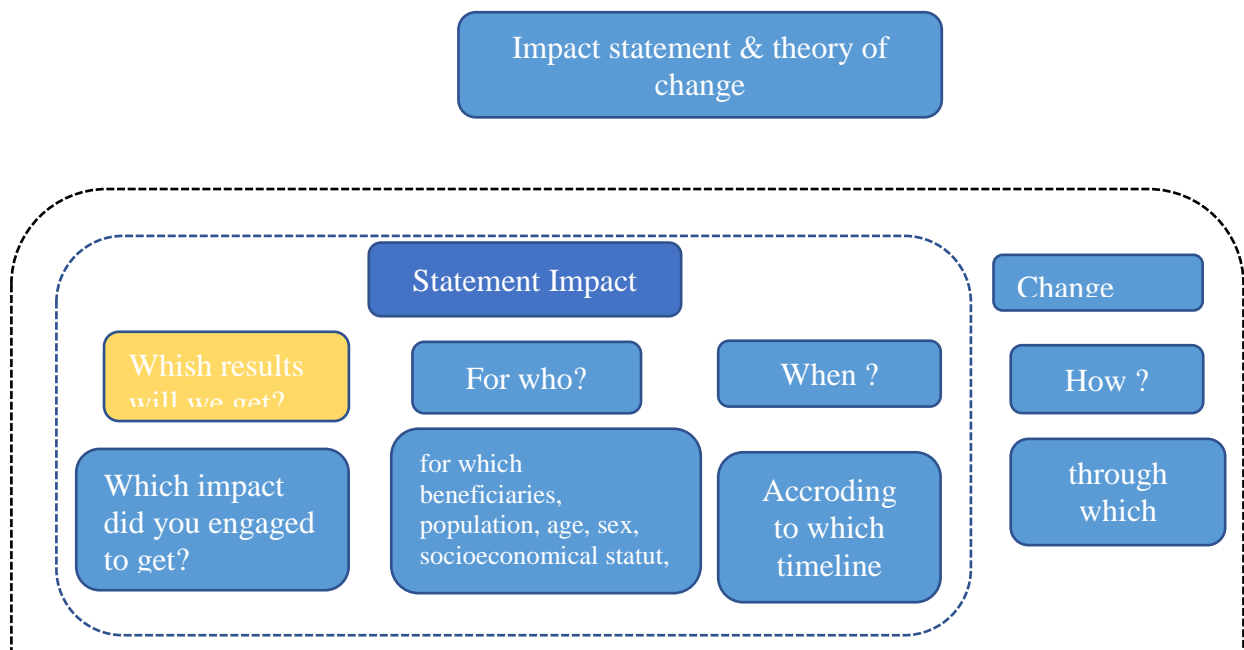 Impact statement & theory of
change
Statement Impact
Change
Whish results
will we get?
For who?
When ?
How ?
Which impact
did you engaged
to get?
for which
beneficiaries,
population, age, sex,
socioeconomical statut,
Accroding
to which
timeline
through
which